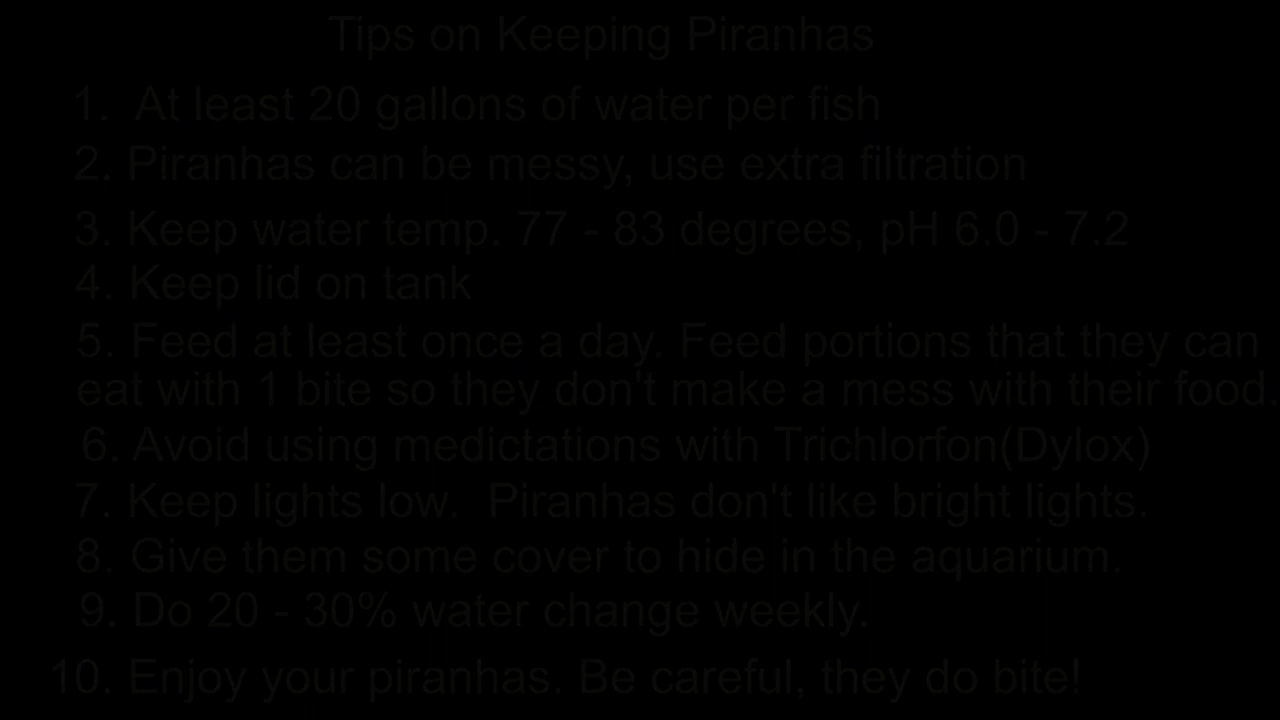 Tips on Keeping Piranhas
1. At least 20 gallons of water per fish
2. Piranhas can be messy, use extra filtration
3. Keep water temp. 77 - 83 degrees, pH 6.0 - 7.2
4. Keep lid on tank
5. Feed at least once a day. Feed portions that they can
eat with 1 bite so they don't make a mess with their food.
6. Avoid using medictations with Trichlorfon(Dylox)
7. Keep lights low. Piranhas don't like bright lights.
8. Give them some cover to hide in the aquarium.
9. Do 20 - 30% water change weekly.
10. Enjoy your piranhas. Be careful, they do bite!